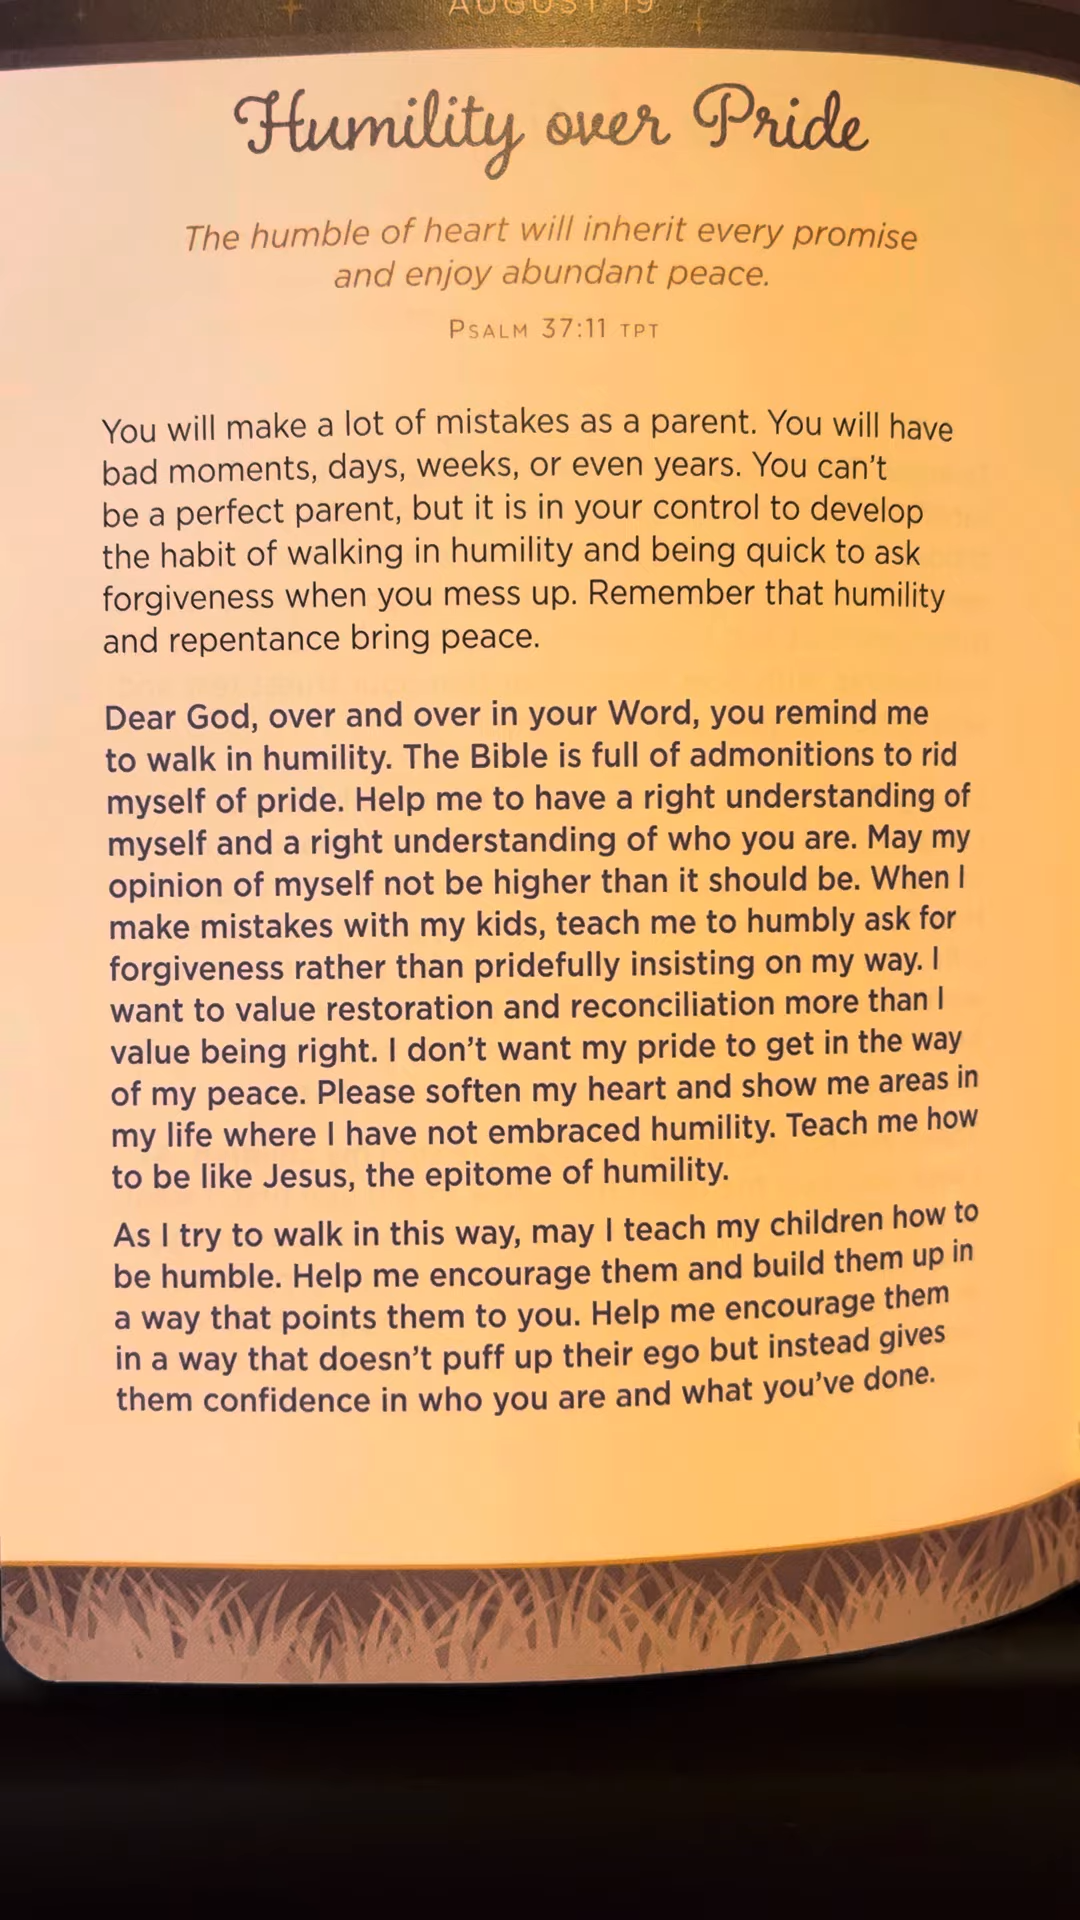 AUGUST 19
Humility over Pride
The humble of heart will inherit every promise
and enjoy abundant peace.
PSALM 37:11 TPT
You will make a lot of mistakes as a parent. You will have
bad moments, days, weeks, or even years. You can't
be a perfect parent, but it is in your control to develop
the habit of walking in humility and being quick to ask
forgiveness when you mess up. Remember that humility
and repentance bring peace.
Dear God, over and over in your Word, you remind me
to walk in humility. The Bible is full of admonitions to rid
myself of pride. Help me to have a right understanding of
myself and a right understanding of who you are. May my
opinion of myself not be higher than it should be. When I
make mistakes with my kids, teach me to humbly ask for
forgiveness rather than pridefully insisting on my way. I
want to value restoration and reconciliation more than I
value being right. I don't want my pride to get in the way
of my peace. Please soften my heart and show me areas in
my life where I have not embraced humility. Teach me how
to be like Jesus, the epitome of humility.
As I try to walk in this way, may I teach my children how to
be humble. Help me encourage them and build them up in
a way that points them to you. Help me encourage them
in a way that doesn't puff up their ego but instead gives
them confidence in who you are and what you've done.